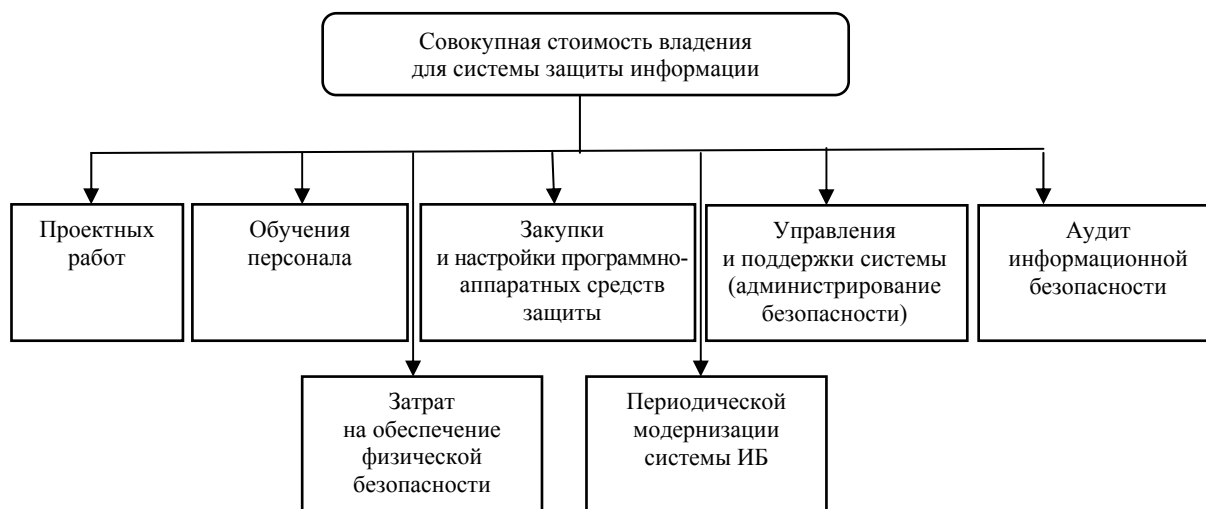 Совокупная стоимость владения
для системы защиты информации
Проектных
работ
Обучения
персонала
Закупки
и настройки программно-
аппаратных средств
защиты
Управления
и поддержки системы
(администрирование
безопасности)
Аудит
информационной
безопасности
Затрат
на обеспечение
физической
безопасности
Периодической
модернизации
системы ИБ